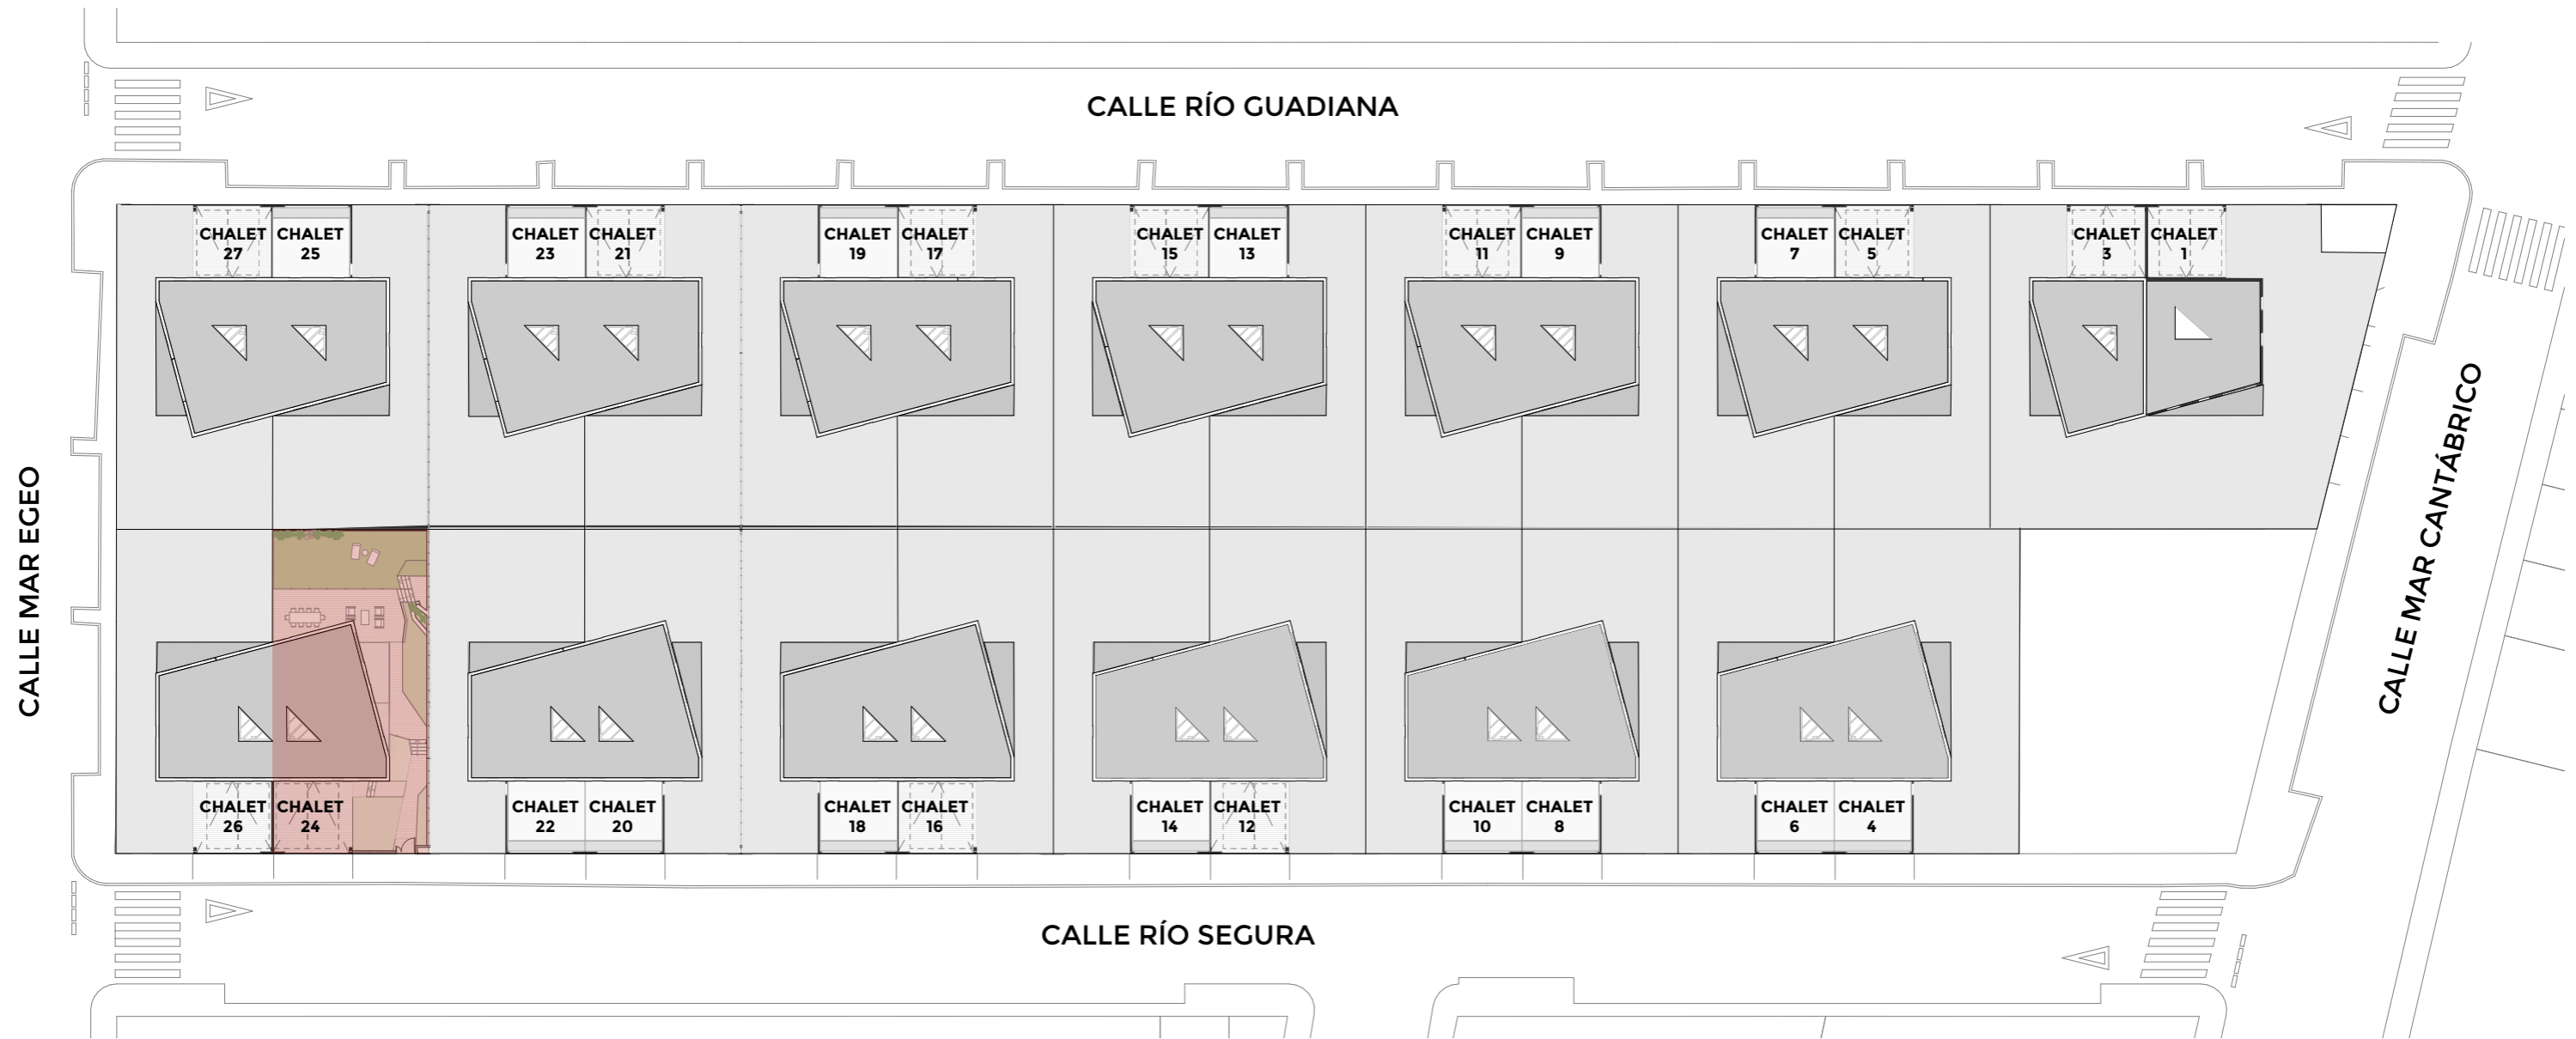 CALLE RÍO GUADIANA
CHALET
27
CHALET
25
CHALET
23
CHALET
21
CHALET
19
CHALET
17
CHALET
15
CHALET
13
CHALET
11
CHALET
9
CHALET
7
CHALET
5
CHALET
3
CHALET
1
CALLE MAR EGEO
CALLE MAR CANTÁBRICO
CHALET
26
CHALET
24
CHALET
22
CHALET
20
CHALET
18
CHALET
16
CHALET
14
CHALET
12
CHALET
10
CHALET
8
CHALET
6
CHALET
4
CALLE RÍO SEGURA